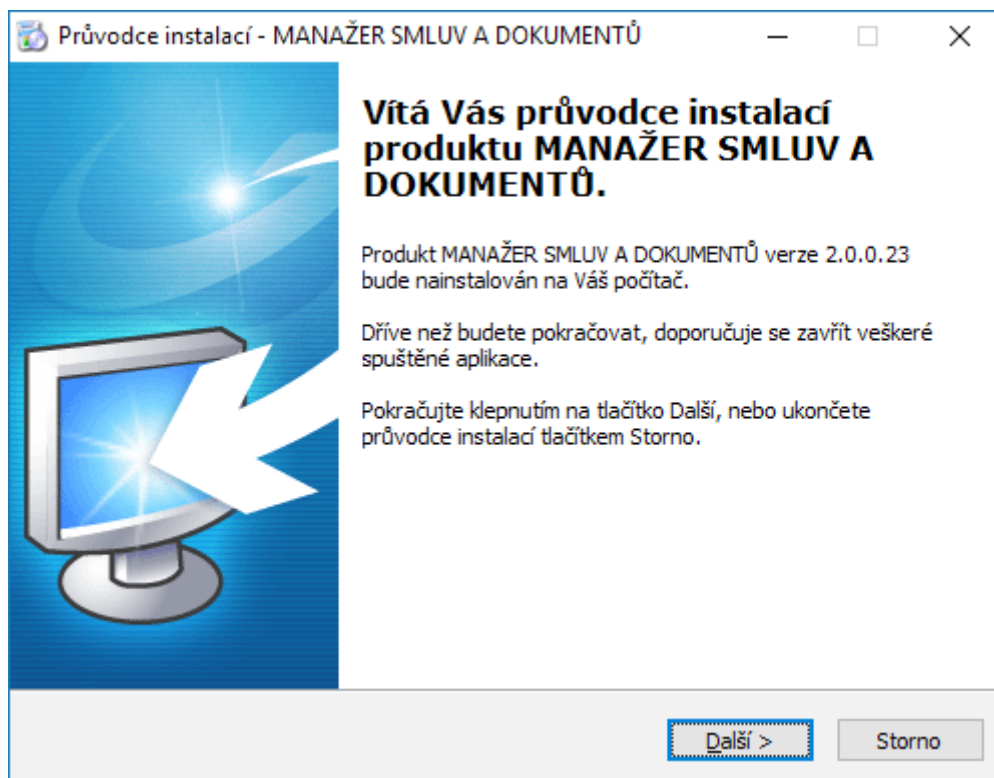 Průvodce instalací - MANAŽER SMLUV A DOKUMENTŮ
Vítá Vás průvodce instalací
produktu MANAŽER SMLUV A
DOKUMENTŮ.
Produkt MANAŽER SMLUV A DOKUMENTŮ verze 2.0.0.23
bude nainstalován na Váš počítač.
Dříve než budete pokračovat, doporučuje se zavřít veškeré
spuštěné aplikace.
Pokračujte klepnutím na tlačítko Další, nebo ukončete
průvodce instalací tlačítkem Storno.
Další >
Storno